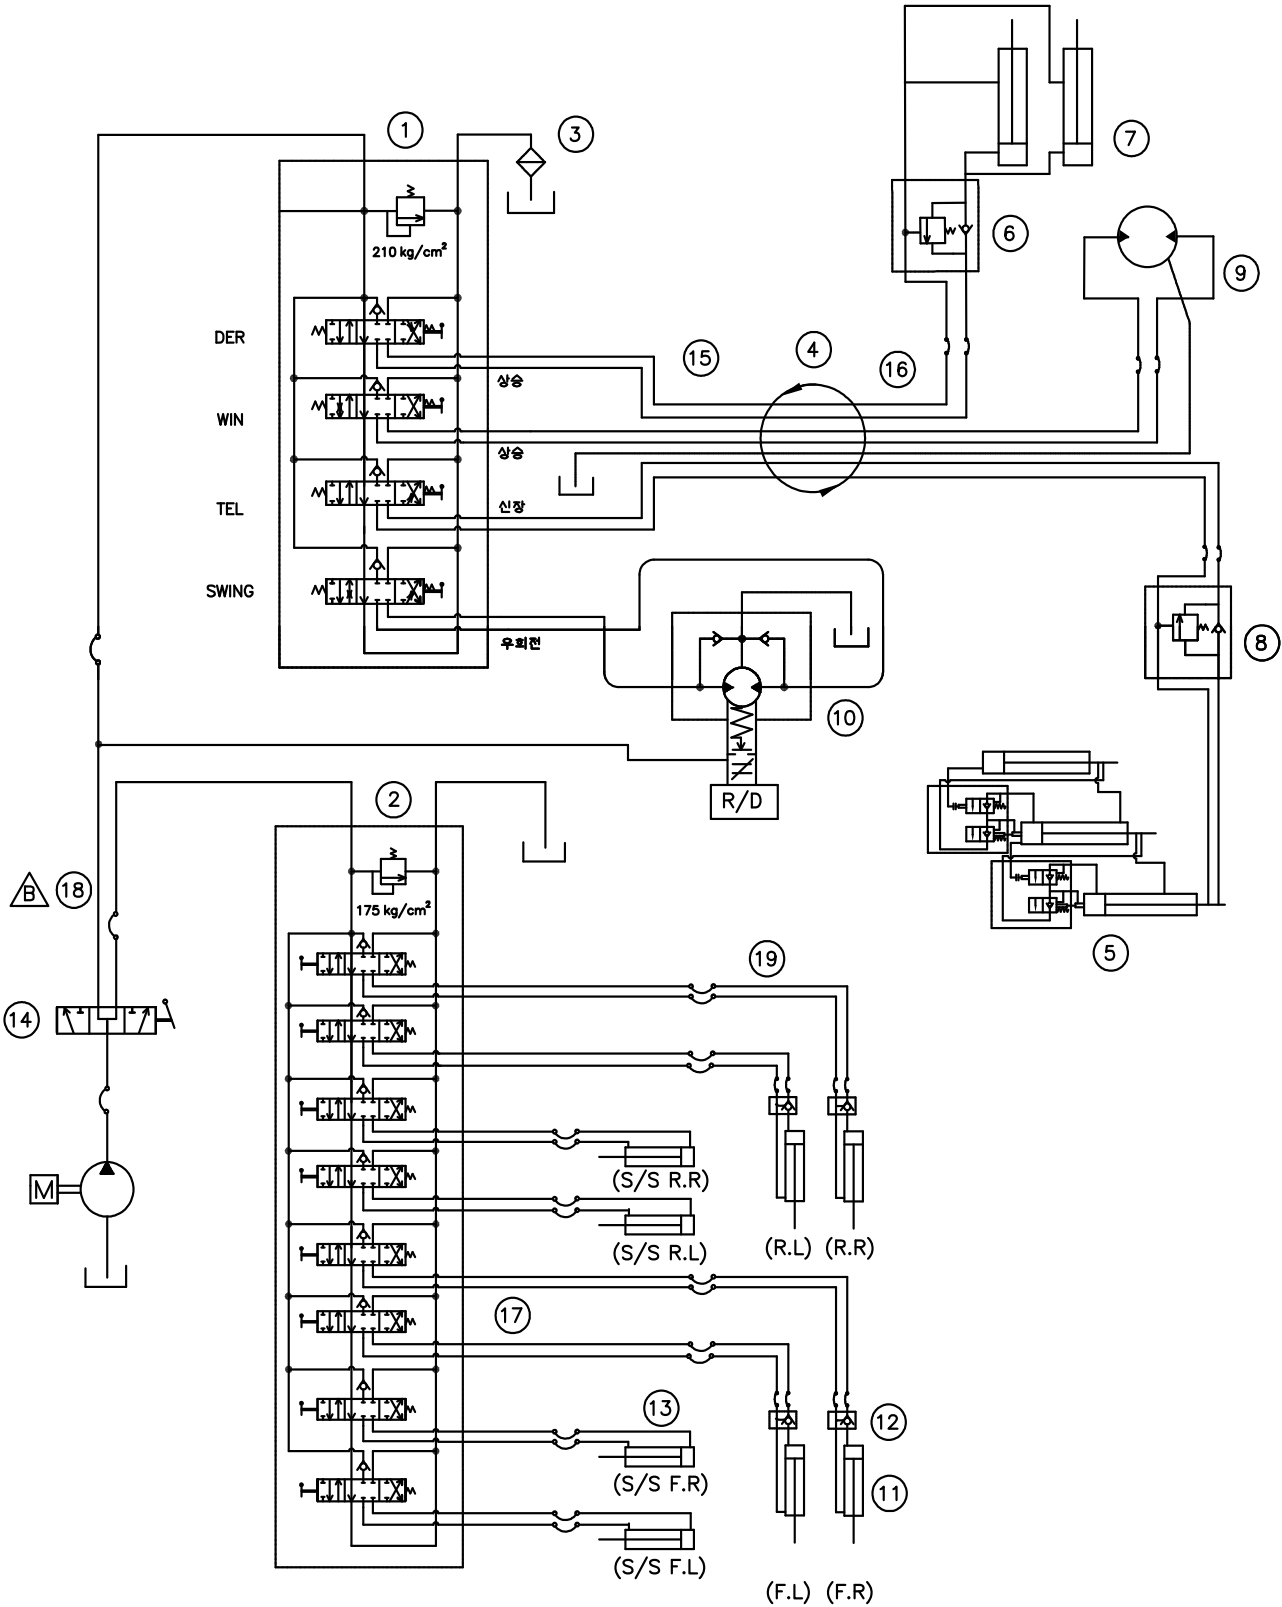 1
3
7
210 kg/cm²
6
9
DER
15
4
16
상승
WIN
상승
TEL
신장
SWING
우회전
8
10
R/D
2
B
18
175 kg/cm²
5
19
14
M
(S/S R.R)
(S/S R.L)
(R.L) (R.R)
17
13
12
(S/S F.R)
11
(S/S F.L)
(F.L) (F.R)